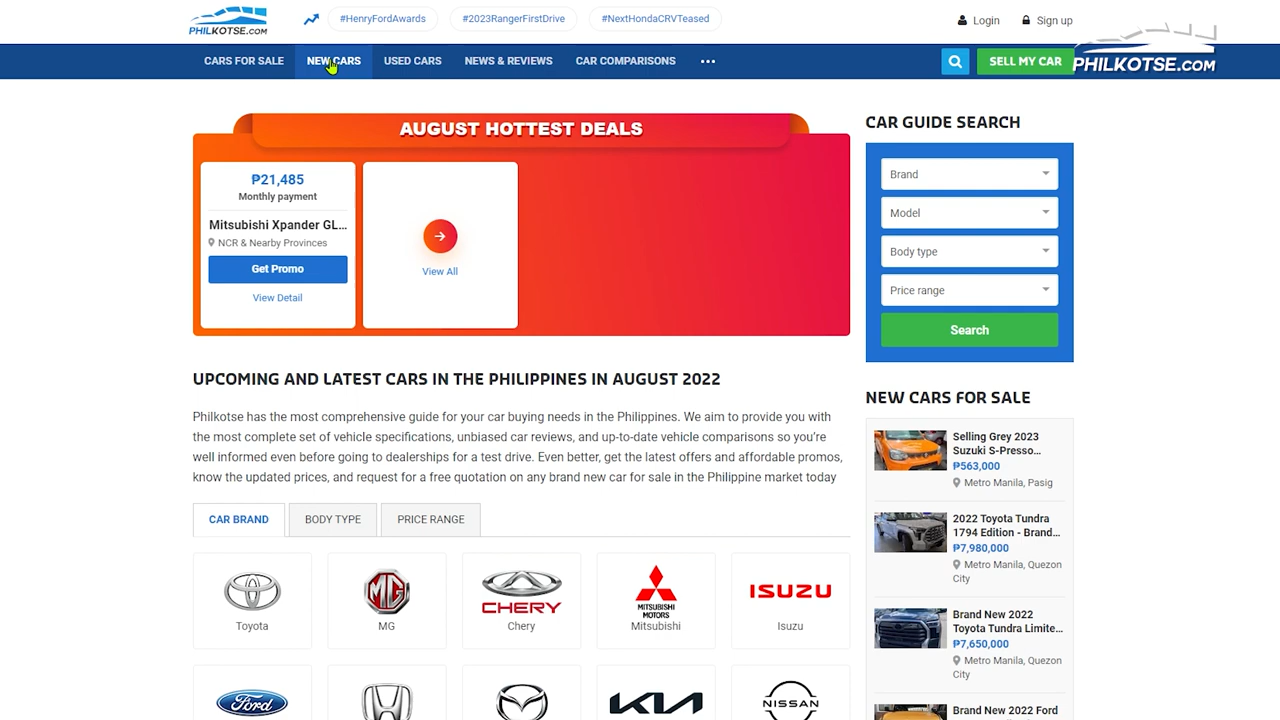 PHILKOTSE.COM
#HenryFordAwards
#2023RangerFirstDrive
#NextHondaCRVTeased
Login
Sign up
CARS FOR SALE
NEW CARS
USED CARS
NEWS & REVIEWS
CAR COMPARISONS
SELL MY CAR
PHILKOTSE.COM
AUGUST HOTTEST DEALS
₱21,485
Monthly payment
Mitsubishi Xpander GL...
NCR & Nearby Provinces
Get Promo
View Detail
View All
UPCOMING AND LATEST CARS IN THE PHILIPPINES IN AUGUST 2022
Philkotse has the most comprehensive guide for your car buying needs in the Philippines. We aim to provide you with
the most complete set of vehicle specifications, unbiased car reviews, and up-to-date vehicle comparisons so you're
well informed even before going to dealerships for a test drive. Even better, get the latest offers and affordable promos,
know the updated prices, and request for a free quotation on any brand new car for sale in the Philippine market today
CAR BRAND
BODY TYPE
PRICE RANGE
Toyota
MG
MG
CHERY
Chery
MITSUBISHI
MOTORS
Mitsubishi
ISUZU
Isuzu
Ford
KIA
NISSAN
CAR GUIDE SEARCH
Brand
Model
Body type
Price range
Search
NEW CARS FOR SALE
Selling Grey 2023
Suzuki S-Presso...
₱563,000
Metro Manila, Pasig
2022 Toyota Tundra
1794 Edition - Brand...
₱7,980,000
Metro Manila, Quezon
City
Brand New 2022
Toyota Tundra Limite...
₱7,650,000
Metro Manila, Quezon
City
Brand New 2022 Ford